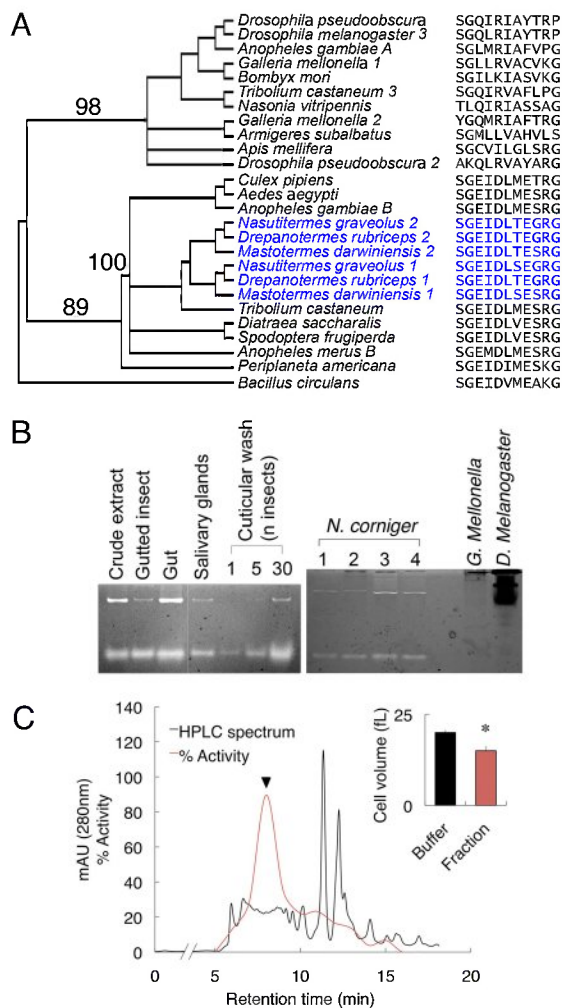 A
Drosophila pseudoobscura SGQIRIAYTRP
Drosophila melanogaster 3 SGQLRIAYTRP
Anopheles gambiae A SGLMRIAFVPG
Galleria mellonella 1 SGLLRVACVKG
Bombyx mori SGILKIASVKG
Tribolium castaneum 3 SGQIRVAFLPG
Nasonia vitripennis TLQIRIASSAG
Galleria mellonella 2 YGQMRIAFTRG
Armigeres subalbatus SGMLLVAHVLS
Apis mellifera SGCVILGLSRG
Drosophila pseudoobscura 2 AKQLRVAYARG
Culex pipiens SGEIDLMETRG
Aedes aegypti SGEIDLMESRG
Anopheles gambiae B SGEIDLMESRG
Nasutitermes graveolus 2 SGEIDLTEGRG
Drepanotermes rubriceps 2 SGEIDLTEGRG
Mastotermes darwiniensis 2 SGEIDLTESRG
Nasutitermes graveolus 1 SGEIDLSEGRG
Drepanotermes rubriceps 1 SGEIDLSEGRG
Mastotermes darwiniensis 1 SGEIDLSESRG
Tribolium castaneum SGEIDLMESRG
Diatraea saccharalis SGEIDLVESRG
Spodoptera frugiperda SGEIDLVESRG
Anopheles merus B SGEMDLMESRG
Periplaneta americana SGEIDIMESKG
Bacillus circulans SGEIDVMEAKG
98
100
89
B
Crude extract
Gutted insect
Gut
Salivary glands
Cuticular wash
(n insects)
1 5 30
N. corniger
1 2 3 4
G. Mellonella
D. Melanogaster
C
HPLC spectrum
% Activity
mAU (280nm)
% Activity
140
120
100
80
60
40
20
0
0 5 10 15 20
Retention time (min)
Cell volume (fL)
25
0
*
Buffer
Fraction